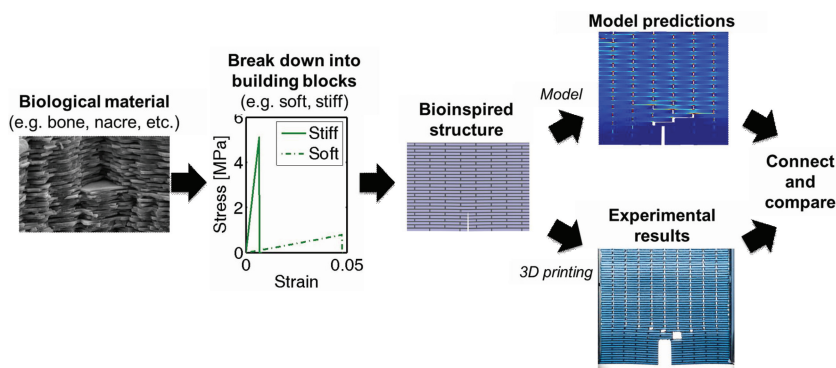 Biological material
(e.g. bone, nacre, etc.)
Break down into
building blocks
(e.g. soft, stiff)
Stress [MPa]
6
4
2
0
Stiff
Soft
0
0.05
Strain
Bioinspired
structure
Model
3D printing
Model predictions
Experimental
results
Connect
and
compare